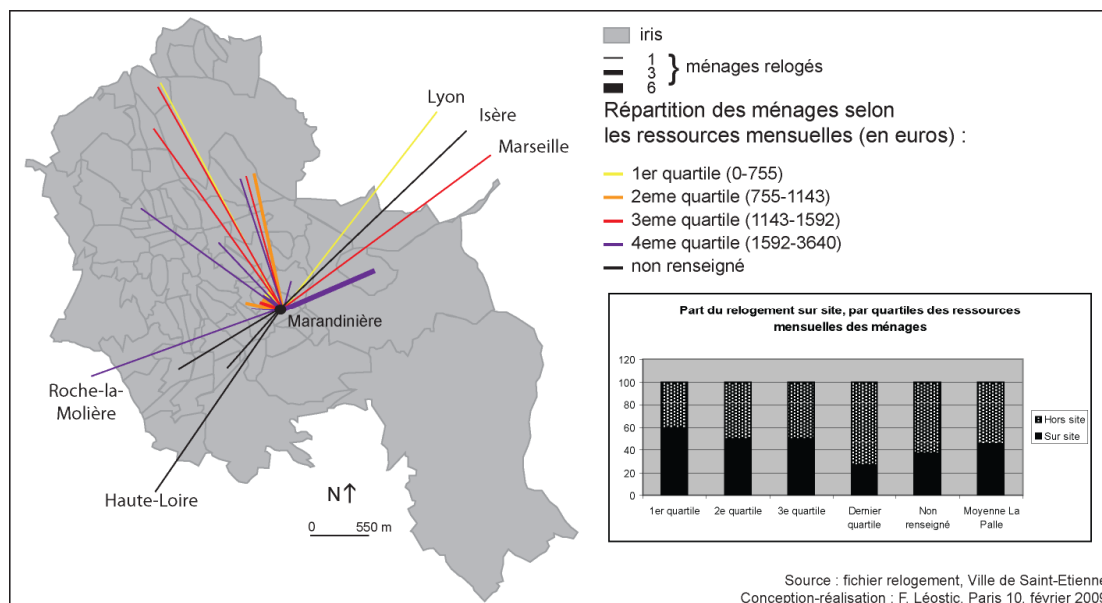 Lyon
Isère
Marseille
Marandinière
Roche-la-
Molière
Haute-Loire
N↑
0 550 m
iris
1
3 } ménages relogés
6
Répartition des ménages selon
les ressources mensuelles (en euros) :
1er quartile (0-755)
2eme quartile (755-1143)
3eme quartile (1143-1592)
4eme quartile (1592-3640)
non renseigné
Part du relogement sur site, par quartiles des ressources
mensuelles des ménages
120
100
80
60
40
20
0
1er quartile 2e quartile 3e quartile Dernier quartile Non renseigné Moyenne La Palle
Hors site
Sur site
Source : fichier relogement, Ville de Saint-Etienne
Conception-réalisation : F. Léostic, Paris 10, février 2009